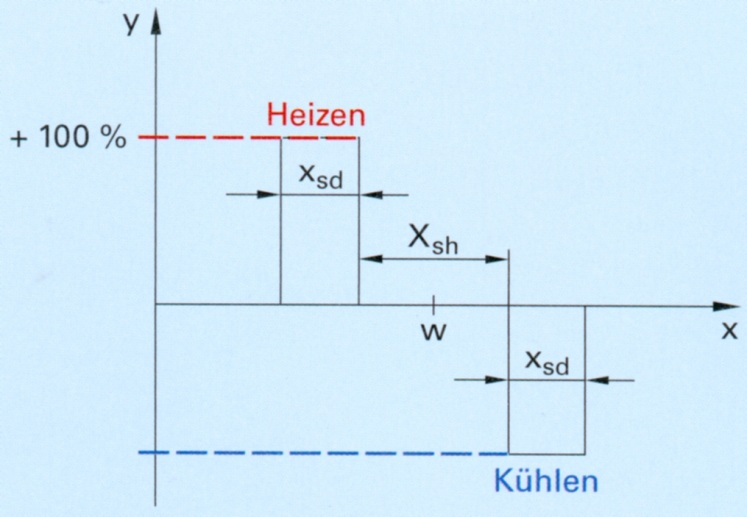 y
Heizen
+ 100 %
x_sd
X_sh
w
x
x_sd
Kühlen